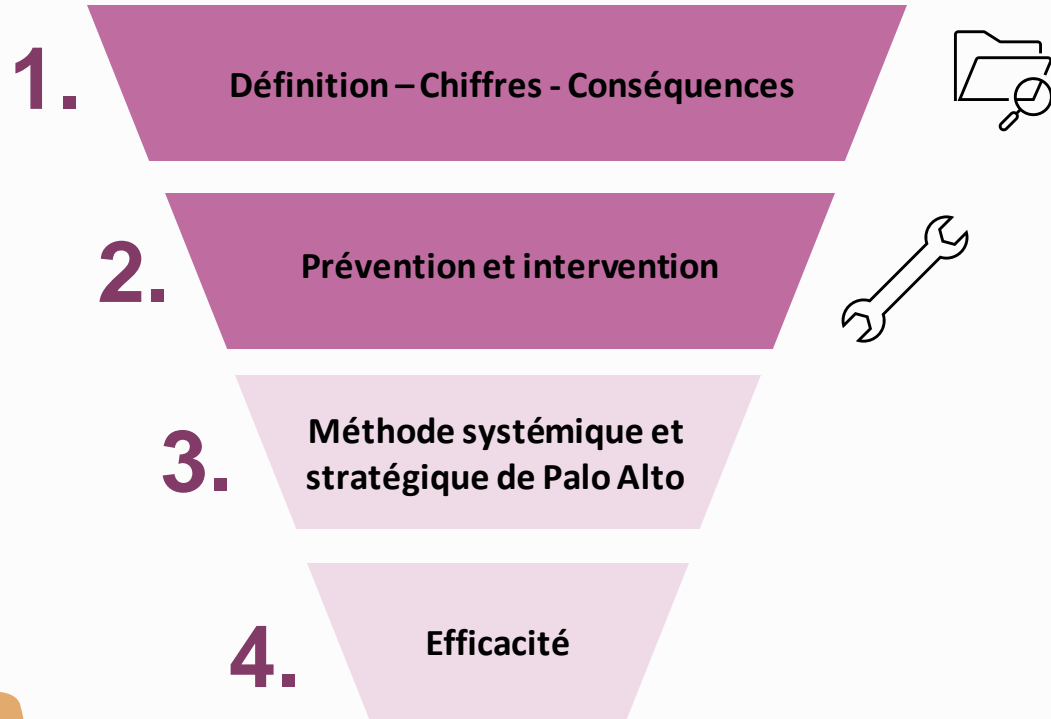 1.
Définition – Chiffres - Conséquences
2.
Prévention et intervention
3.
Méthode systémique et
stratégique de Palo Alto
4.
Efficacité